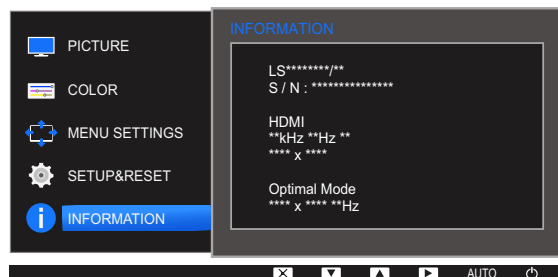 PICTURE
COLOR
MENU SETTINGS
SETUP&RESET
INFORMATION
INFORMATION
LS********/**
S / N : ***************
HDMI
**kHz **Hz **
**** x ****
Optimal Mode
**** x **** **Hz
AUTO